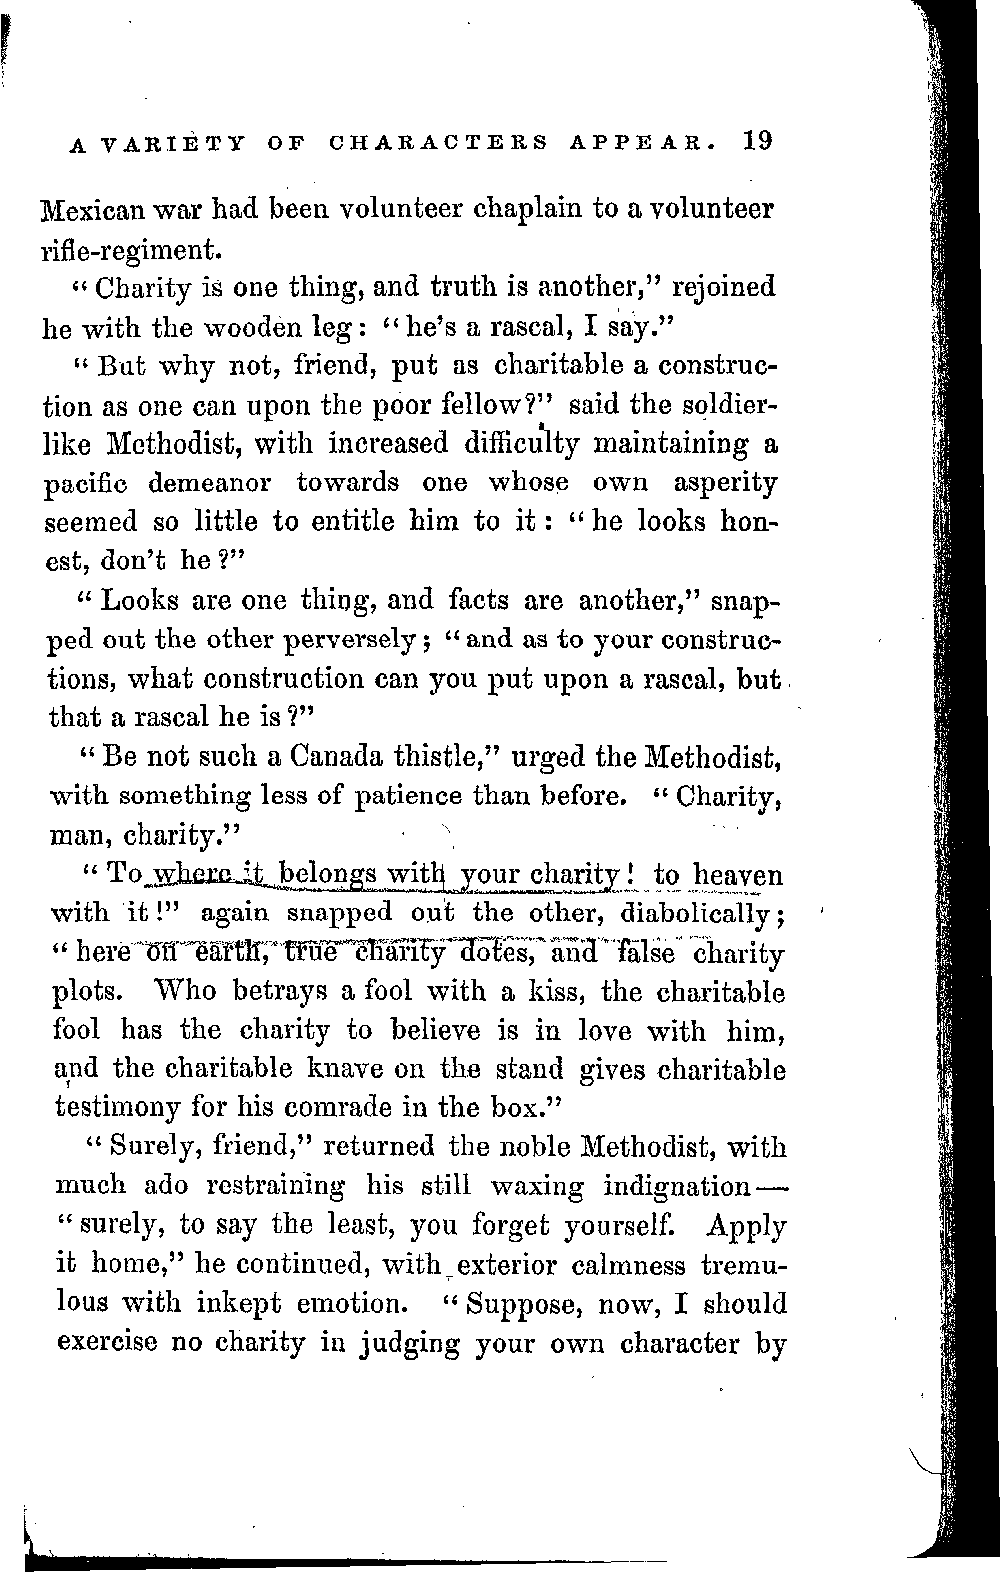 A VARIETY OF CHARACTERS APPEAR. 19
Mexican war had been volunteer chaplain to a volunteer
rifle-regiment.
"Charity is one thing, and truth is another," rejoined
he with the wooden leg: "he's a rascal, I say."
"But why not, friend, put as charitable a construc-
tion as one can upon the poor fellow?" said the soldier-
like Methodist, with increased difficulty maintaining a
pacific demeanor towards one whose own asperity
seemed so little to entitle him to it: "he looks hon-
est, don't he?"
"Looks are one thing, and facts are another," snap-
ped out the other perversely; "and as to your construc-
tions, what construction can you put upon a rascal, but
that a rascal he is?"
"Be not such a Canada thistle," urged the Methodist,
with something less of patience than before. "Charity,
man, charity."
"To where it belongs with your charity! to heaven
with it!" again snapped out the other, diabolically;
"here on earth, true charity dotes, and false charity
plots. Who betrays a fool with a kiss, the charitable
fool has the charity to believe is in love with him,
and the charitable knave on the stand gives charitable
testimony for his comrade in the box."
"Surely, friend," returned the noble Methodist, with
much ado restraining his still waxing indignation—
"surely, to say the least, you forget yourself. Apply
it home," he continued, with exterior calmness tremu-
lous with inkept emotion. "Suppose, now, I should
exercise no charity in judging your own character by